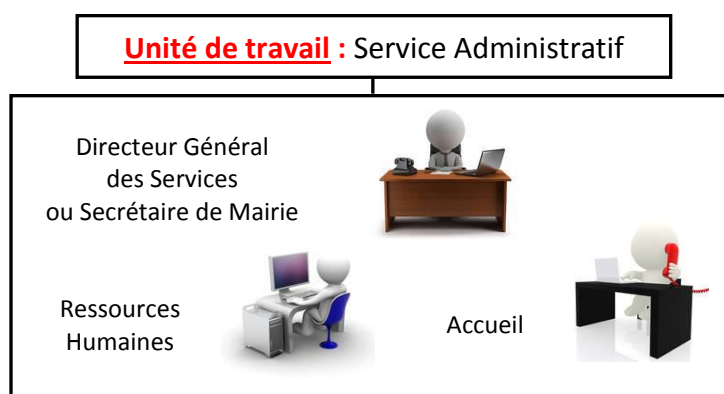 Unité de travail : Service Administratif
Directeur Général
des Services
ou Secrétaire de Mairie
Ressources
Humaines
Accueil